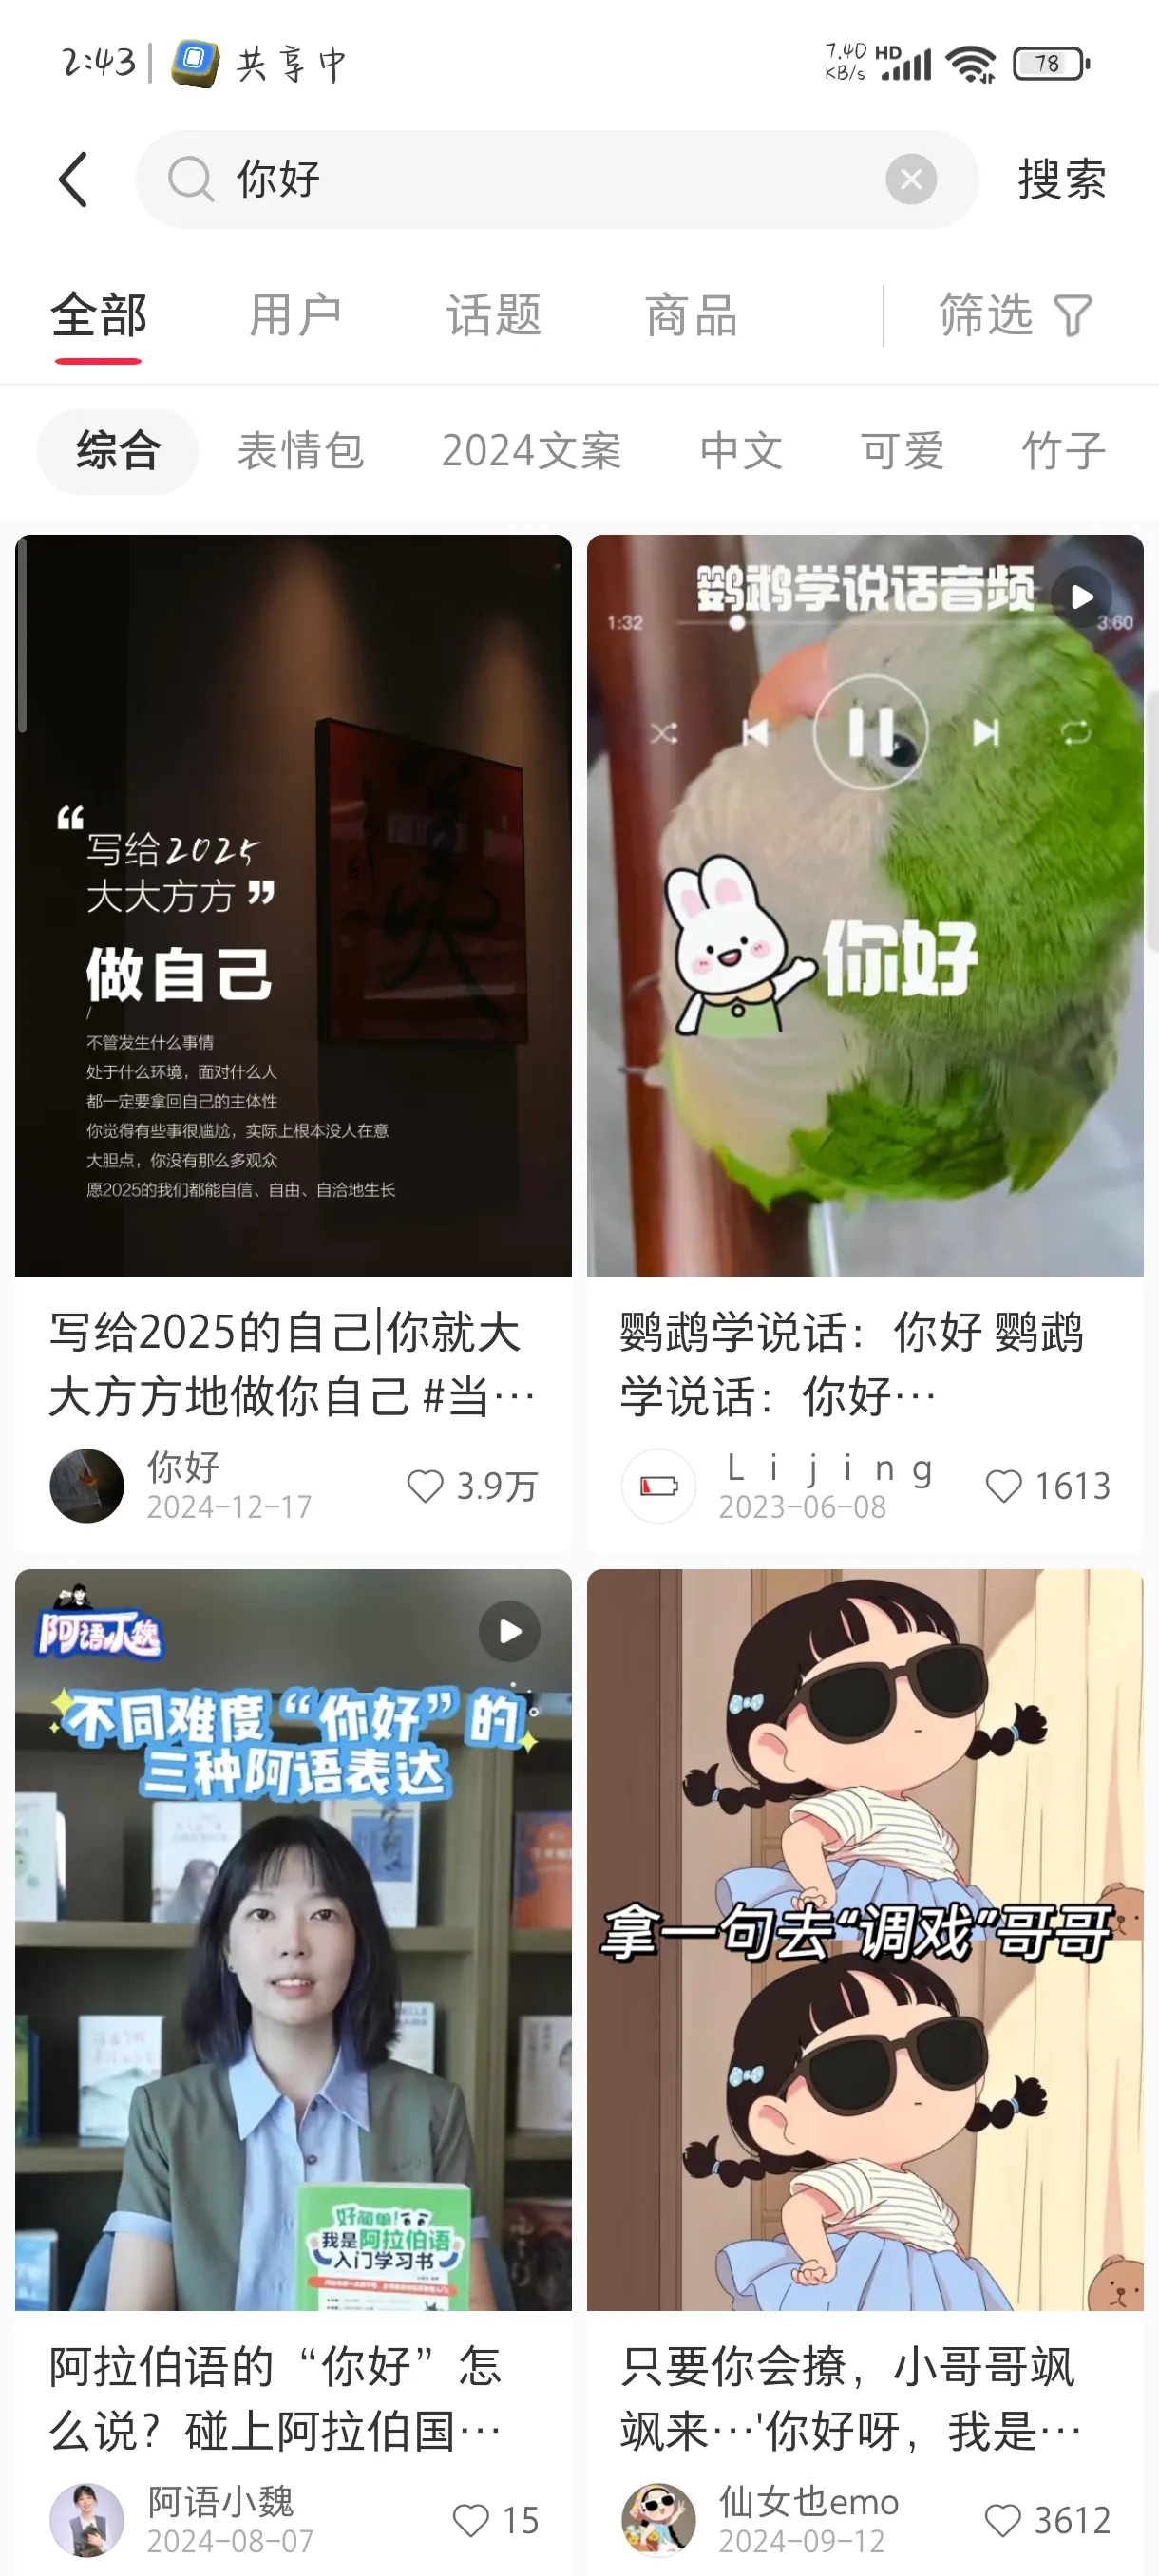 2:43
共享中
7.40 KB/s
HD
78
你好
搜索
全部 用户 话题 商品 筛选
综合 表情包 2024文案 中文 可爱 竹子
“写给2025
大大方方”
做自己
/
不管发生什么事情
处于什么环境，面对什么人
都一定要拿回自己的主体性
你觉得有些事很尴尬，实际上根本没人在意
大胆点，你没有那么多观众
愿2025的我们都能自信、自由、自洽地生长
写给2025的自己|你就大
大方方地做你自己 #当…
你好
2024-12-17
3.9万
鹦鹉学说话音频
1:32
3:60
你好
鹦鹉学说话：你好 鹦鹉
学说话：你好…
Lijing
2023-06-08
1613
阿语小魏
不同难度“你好”的
三种阿语表达
好简单!
我是阿拉伯语
入门学习书
阿拉伯语的“你好”怎
么说？碰上阿拉伯国…
阿语小魏
2024-08-07
15
拿一句去“调戏”哥哥
只要你会撩，小哥哥飒
飒来…'你好呀，我是…
仙女也emo
2024-09-12
3612